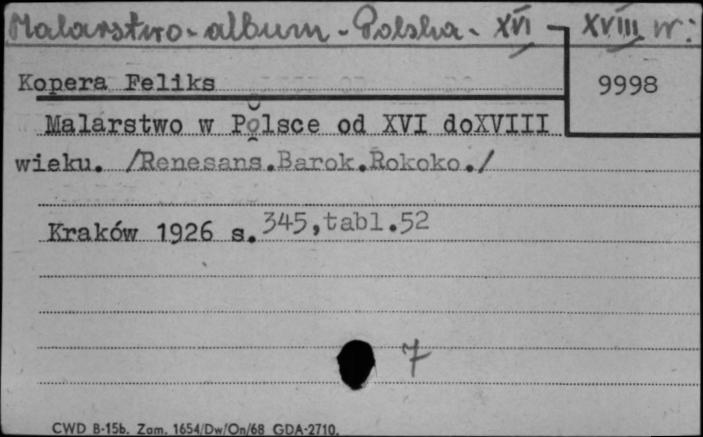 Malarstwo - album - Polska - XVI - XVIII w:
Kopera Feliks
9998
Malarstwo w Polsce od XVI doXVIII
wieku. /Renesans.Barok.Rokoko./
Kraków 1926 s. 345,tabl.52
7
CWD B-15b. Zam. 1654/Dw/On/68 GDA-2710.